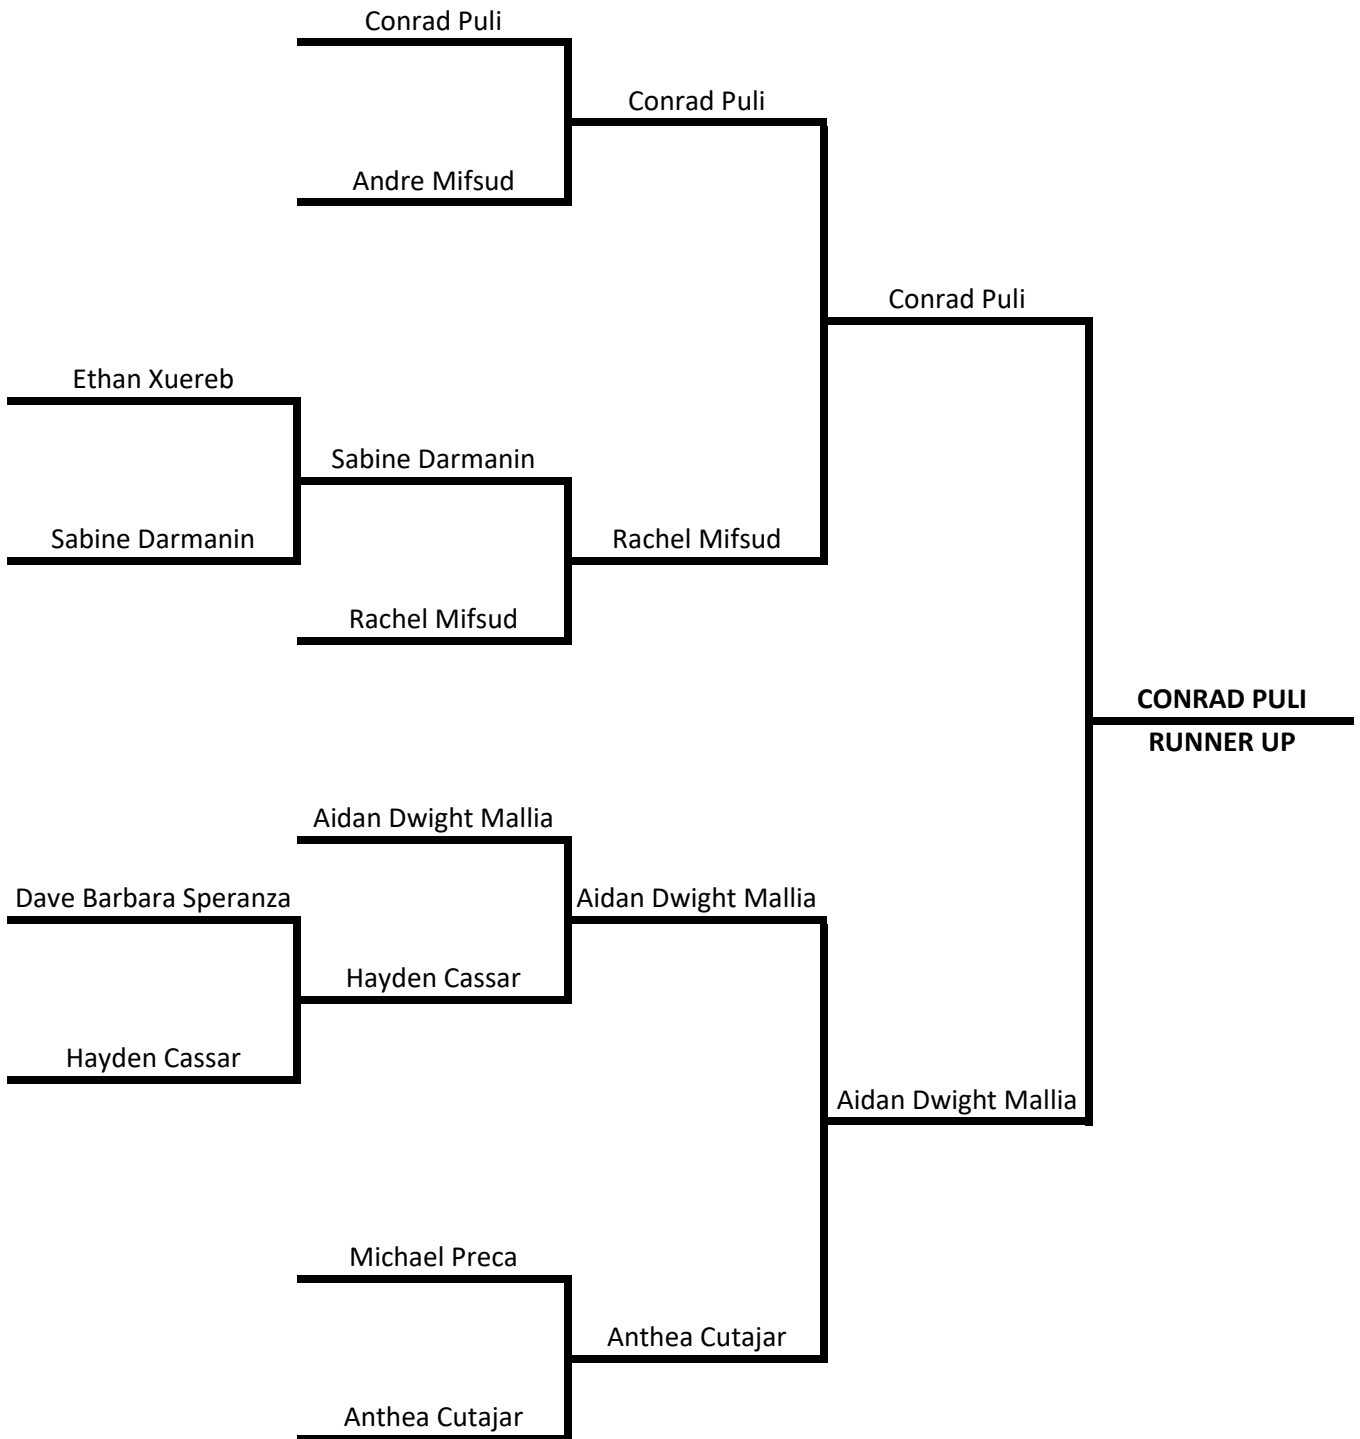 Conrad Puli
Conrad Puli
Andre Mifsud
Conrad Puli
Ethan Xuereb
Sabine Darmanin
Sabine Darmanin
Rachel Mifsud
Rachel Mifsud
CONRAD PULI
RUNNER UP
Aidan Dwight Mallia
Dave Barbara Speranza
Aidan Dwight Mallia
Hayden Cassar
Hayden Cassar
Aidan Dwight Mallia
Michael Preca
Anthea Cutajar
Anthea Cutajar